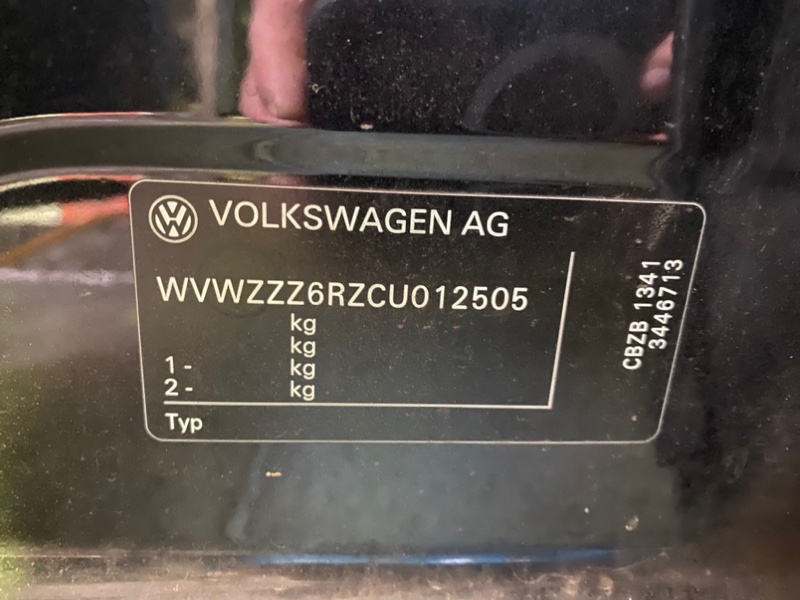 VOLKSWAGEN AG
WVWZZZ6RZCU012505
kg
kg
1 - kg
2 - kg
Typ
CBZB 1341
3446713